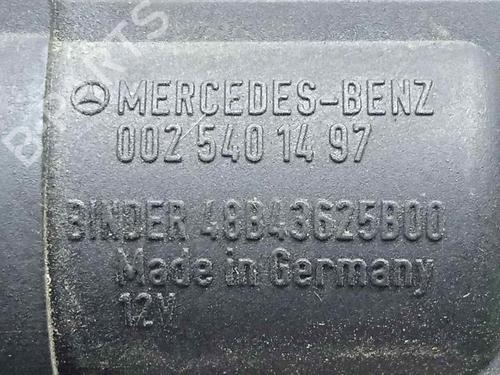 MERCEDES-BENZ
002 540 14 97
BINDER 48B43625B00
Made in Germany
12V